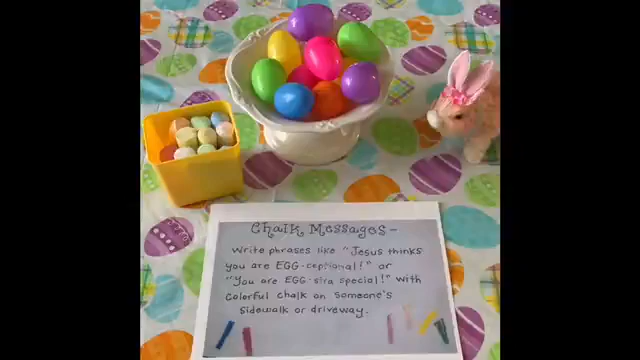 Chalk Messages-
Write phrases like "Jesus thinks
you are EGG-ceptional!" or
"You are EGG-stra special!" with
colorful chalk on someone's
sidewalk or driveway.